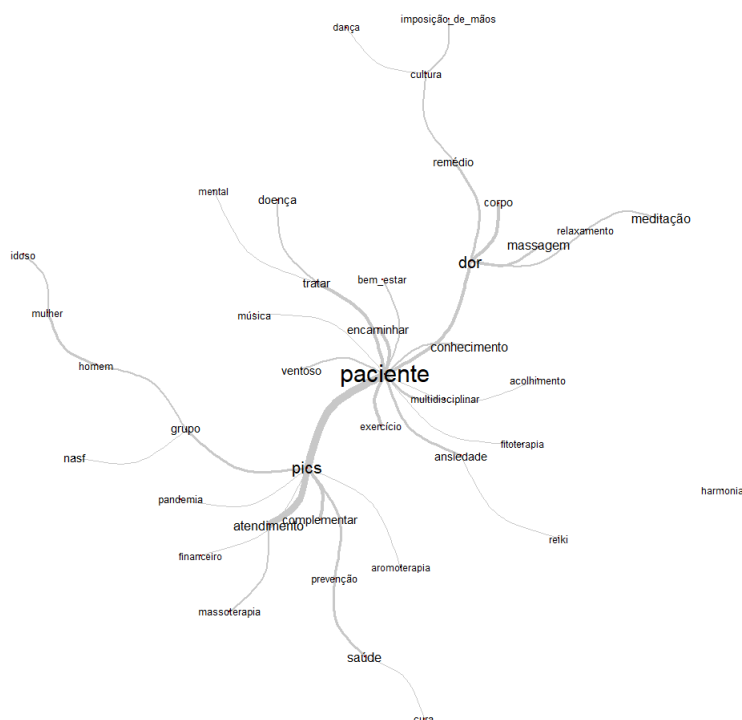 imposição_de_mãos
dança
cultura
remédio
mental
doença
corpo
meditação
relaxamento
massagem
idoso
dor
tratar
bem_estar
mulher
música
encaminhar
conhecimento
homem
ventoso
paciente
acolhimento
multidisciplinar
grupo
exercício
fitoterapia
nasf
ansiedade
pics
harmonia
pandemia
atendimento
complementar
reiki
financeiro
aromoterapia
prevenção
massoterapia
saúde
cura